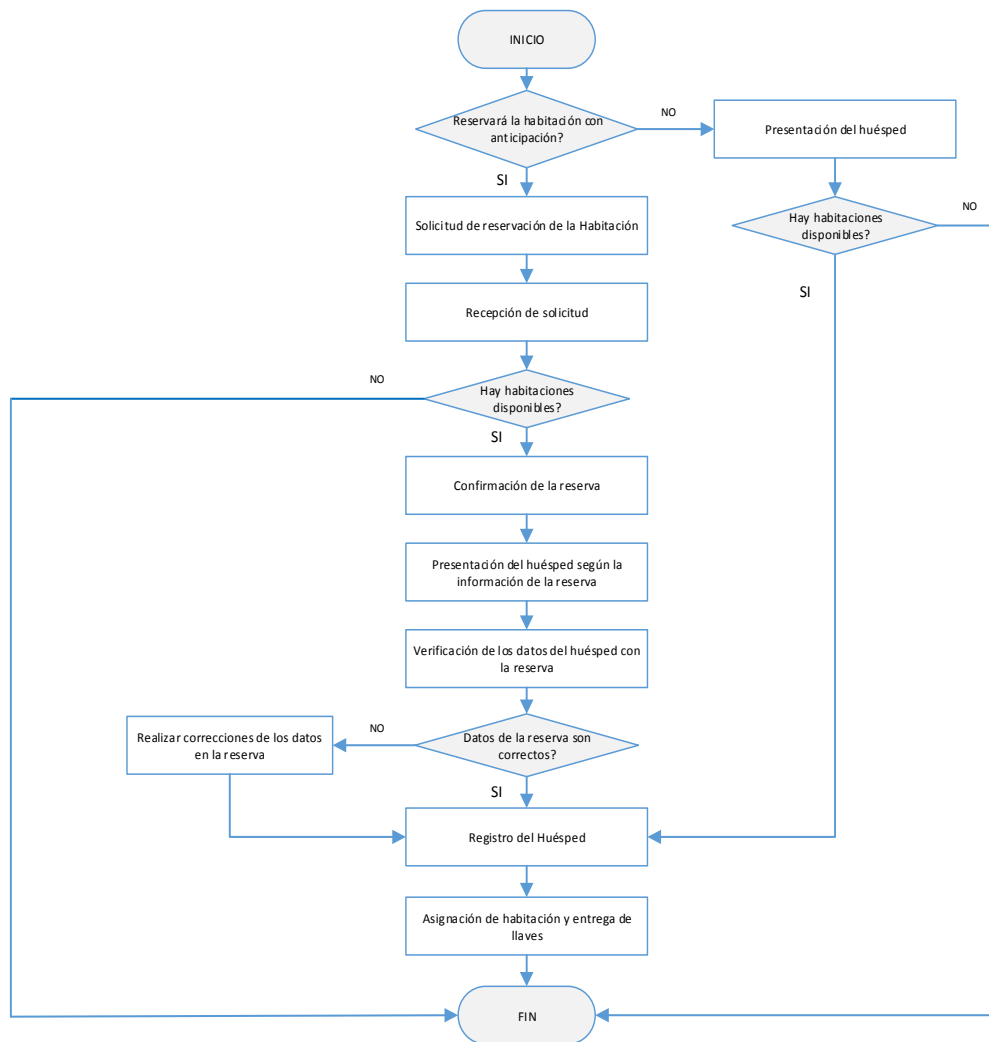 INICIO
Reservará la habitación con
anticipación?
NO
Presentación del huésped
SI
Solicitud de reservación de la Habitación
Hay habitaciones
disponibles?
NO
SI
Recepción de solicitud
NO
Hay habitaciones
disponibles?
SI
Confirmación de la reserva
Presentación del huésped según la
información de la reserva
Verificación de los datos del huésped con
la reserva
Realizar correcciones de los datos
en la reserva
NO
Datos de la reserva son
correctos?
SI
Registro del Huésped
Asignación de habitación y entrega de
llaves
FIN